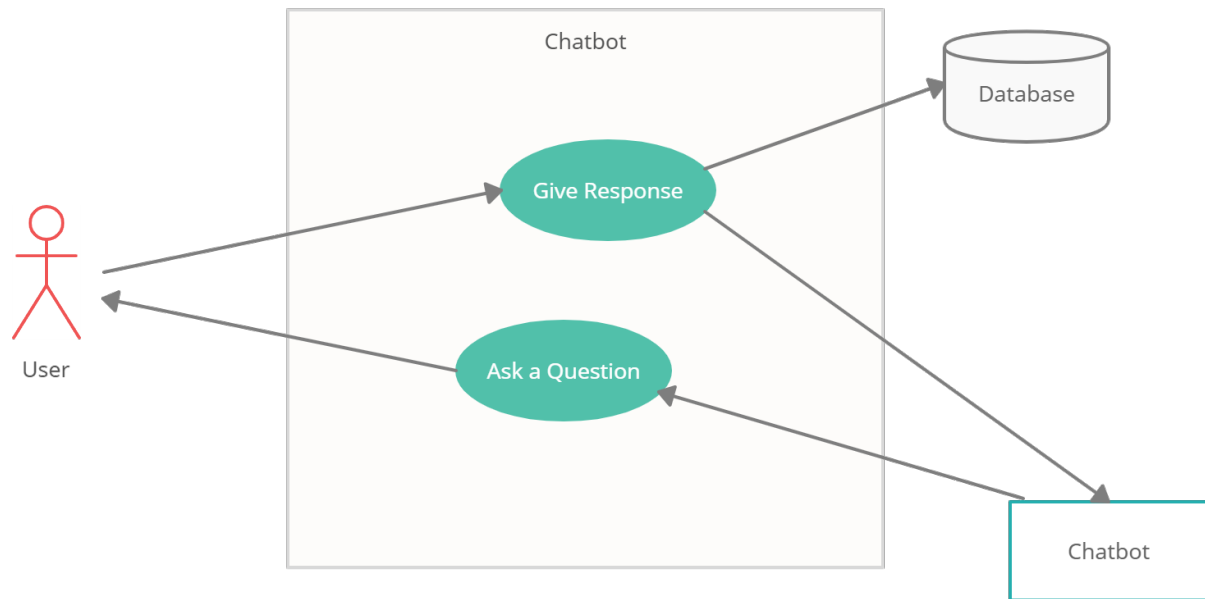 Chatbot
Database
Give Response
User
Ask a Question
Chatbot